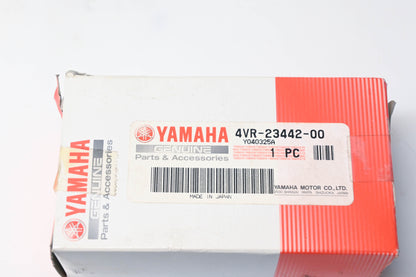 YAMAHA
GENUINE
Parts & Accessories
YAMAHA
GENUINE
Parts & Accessories
4VR-23442-00
Y040325A
1 PC
MADE IN JAPAN
YAMAHA MOTOR CO.,LTD.
JAPAN